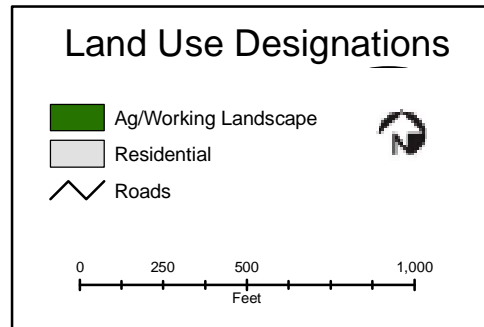 Land Use Designations
Ag/Working Landscape
N
Residential
Roads
0 250 500 1,000
Feet